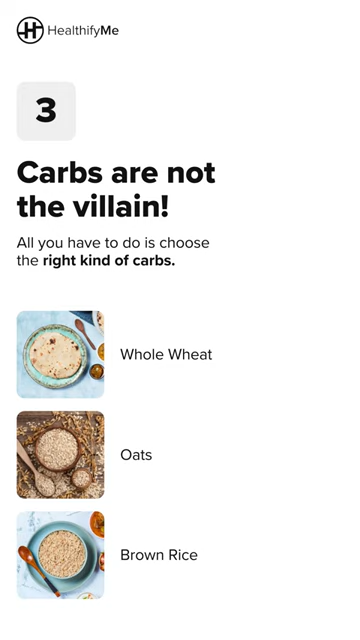 HealthifyMe
3
Carbs are not
the villain!
All you have to do is choose
the right kind of carbs.
Whole Wheat
Oats
Brown Rice